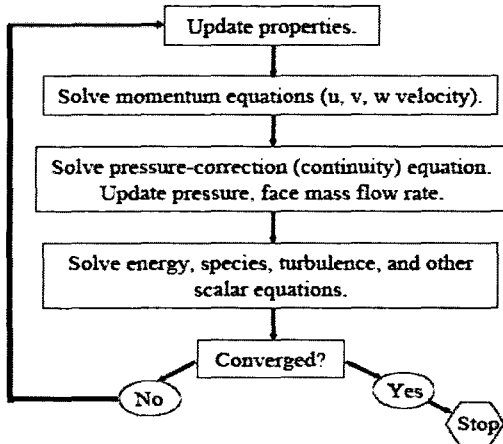 Update properties.
Solve momentum equations (u, v, w velocity).
Solve pressure-correction (continuity) equation.
Update pressure, face mass flow rate.
Solve energy, species, turbulence, and other
scalar equations.
Converged?
No
Yes
Stop